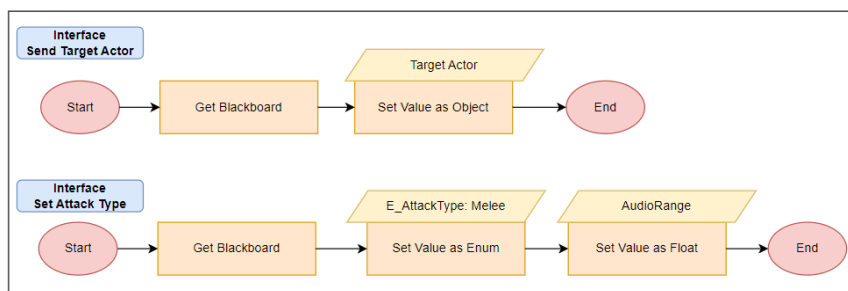 Interface
Send Target Actor
Target Actor
Start
Get Blackboard
Set Value as Object
End
Interface
Set Attack Type
E_AttackType: Melee
AudioRange
Start
Get Blackboard
Set Value as Enum
Set Value as Float
End